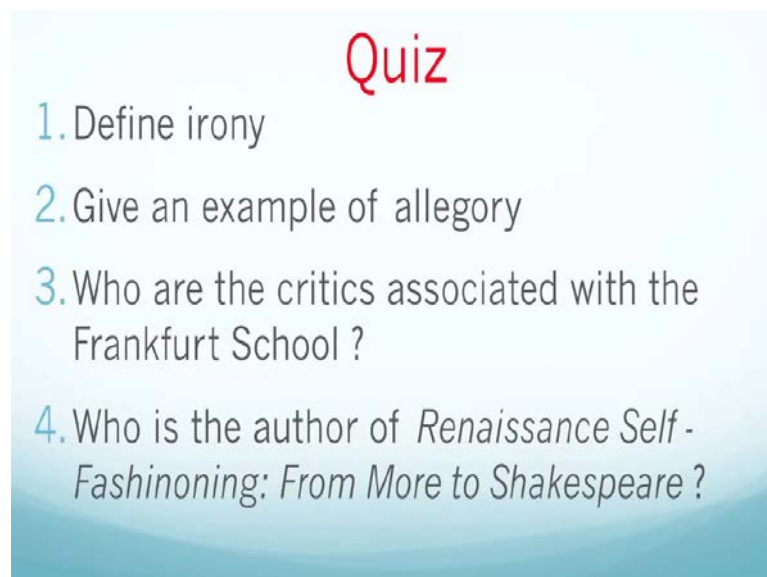 Quiz
1. Define irony
2. Give an example of allegory
3. Who are the critics associated with the
Frankfurt School ?
4. Who is the author of Renaissance Self -
Fashinoning: From More to Shakespeare ?